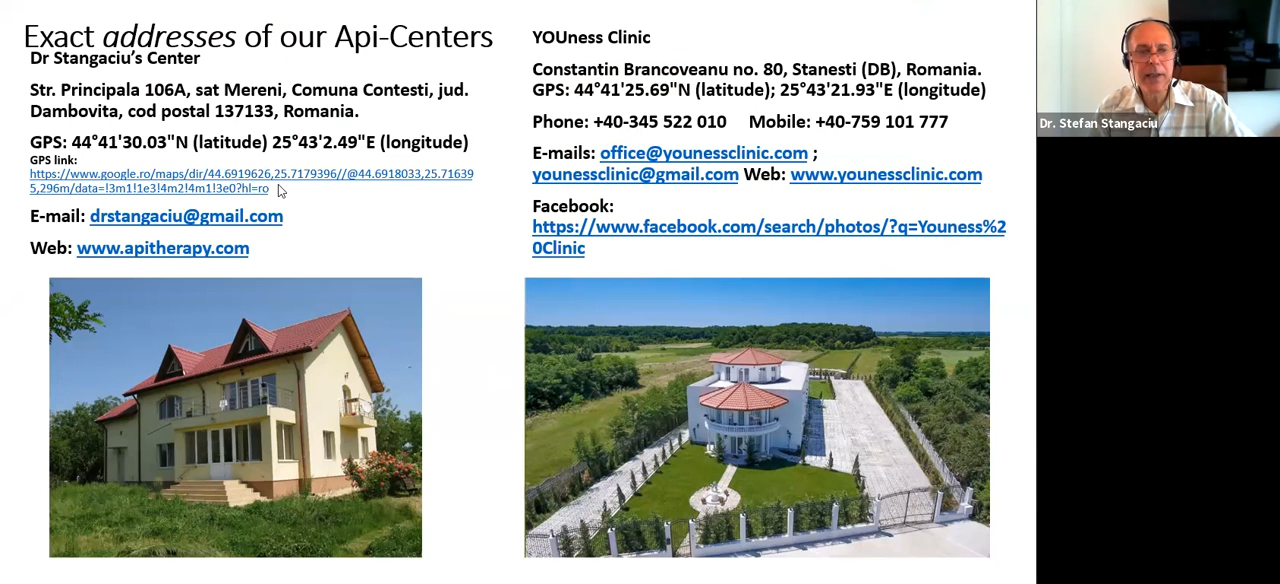 Exact addresses of our Api-Centers
Dr Stangaciu's Center
Str. Principala 106A, sat Mereni, Comuna Contesti, jud.
Dambovita, cod postal 137133, Romania.
GPS: 44°41'30.03"N (latitude) 25°43'2.49"E (longitude)
GPS link:
https://www.google.ro/maps/dir/44.6919626,25.7179396//@44.6918033,25.71639
5,296m/data=!3m1!1e3!4m2!4m1!3e0?hl=ro
E-mail: drstangaciu@gmail.com
Web: www.apitherapy.com
YOUness Clinic
Constantin Brancoveanu no. 80, Stanesti (DB), Romania.
GPS: 44°41'25.69"N (latitude); 25°43'21.93"E (longitude)
Phone: +40-345 522 010 Mobile: +40-759 101 777
E-mails: office@younessclinic.com ;
younessclinic@gmail.com Web: www.younessclinic.com
Facebook:
https://www.facebook.com/search/photos/?q=Youness%2
0Clinic
Dr. Stefan Stangaciu